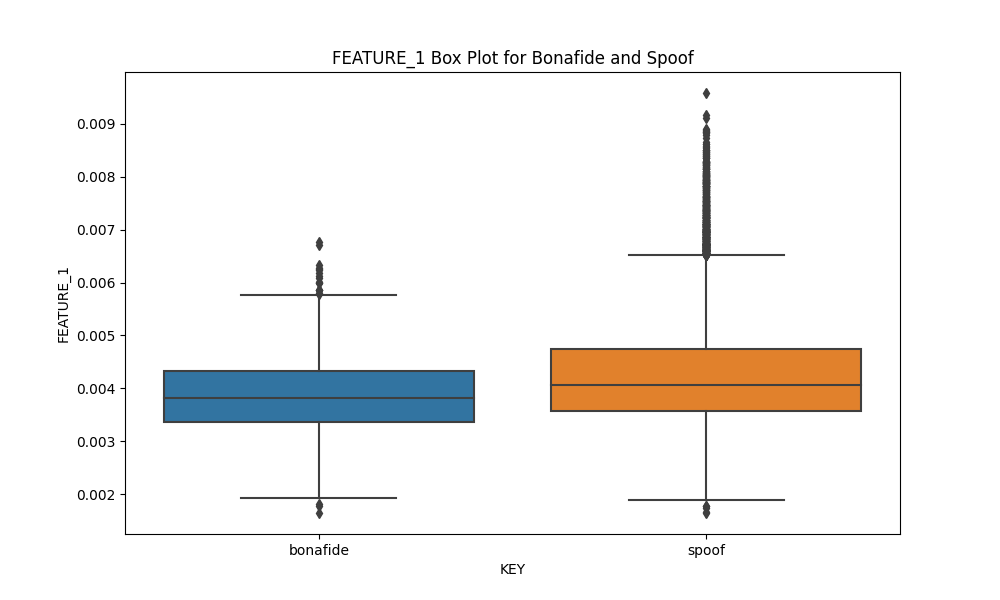 FEATURE_1 Box Plot for Bonafide and Spoof
0.009
0.008
0.007
0.006
0.005
0.004
0.003
0.002
FEATURE_1
bonafide
spoof
KEY